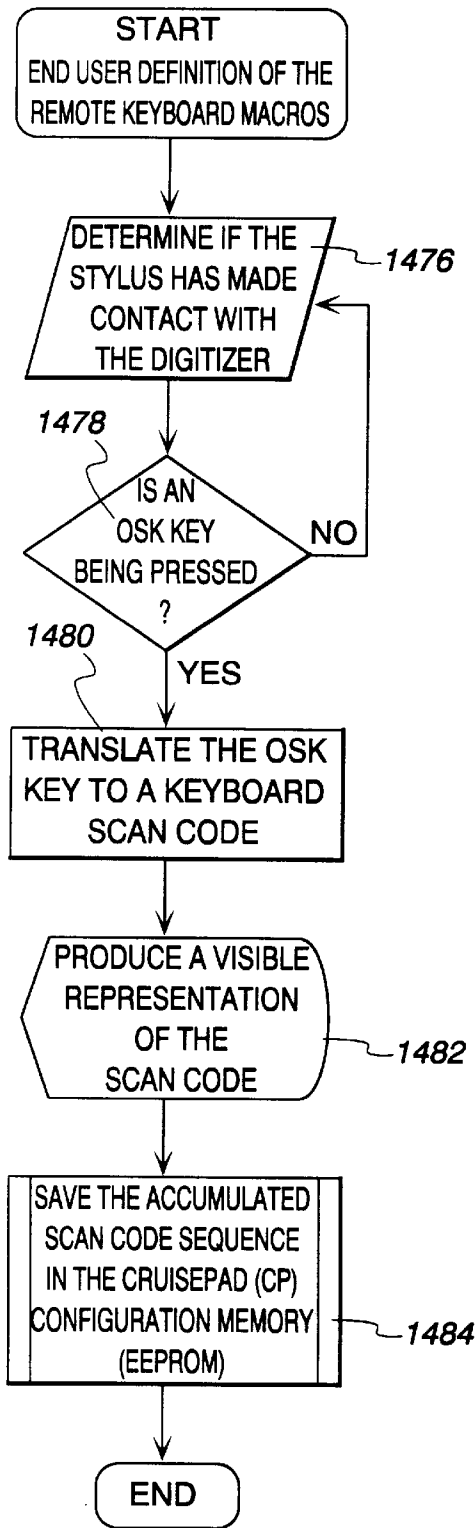 START
END USER DEFINITION OF THE
REMOTE KEYBOARD MACROS
DETERMINE IF THE
STYLUS HAS MADE
CONTACT WITH
THE DIGITIZER
1476
1478
IS AN
OSK KEY
BEING PRESSED
?
NO
1480
YES
TRANSLATE THE OSK
KEY TO A KEYBOARD
SCAN CODE
PRODUCE A VISIBLE
REPRESENTATION
OF THE
SCAN CODE
1482
SAVE THE ACCUMULATED
SCAN CODE SEQUENCE
IN THE CRUISEPAD (CP)
CONFIGURATION MEMORY
(EEPROM)
1484
END